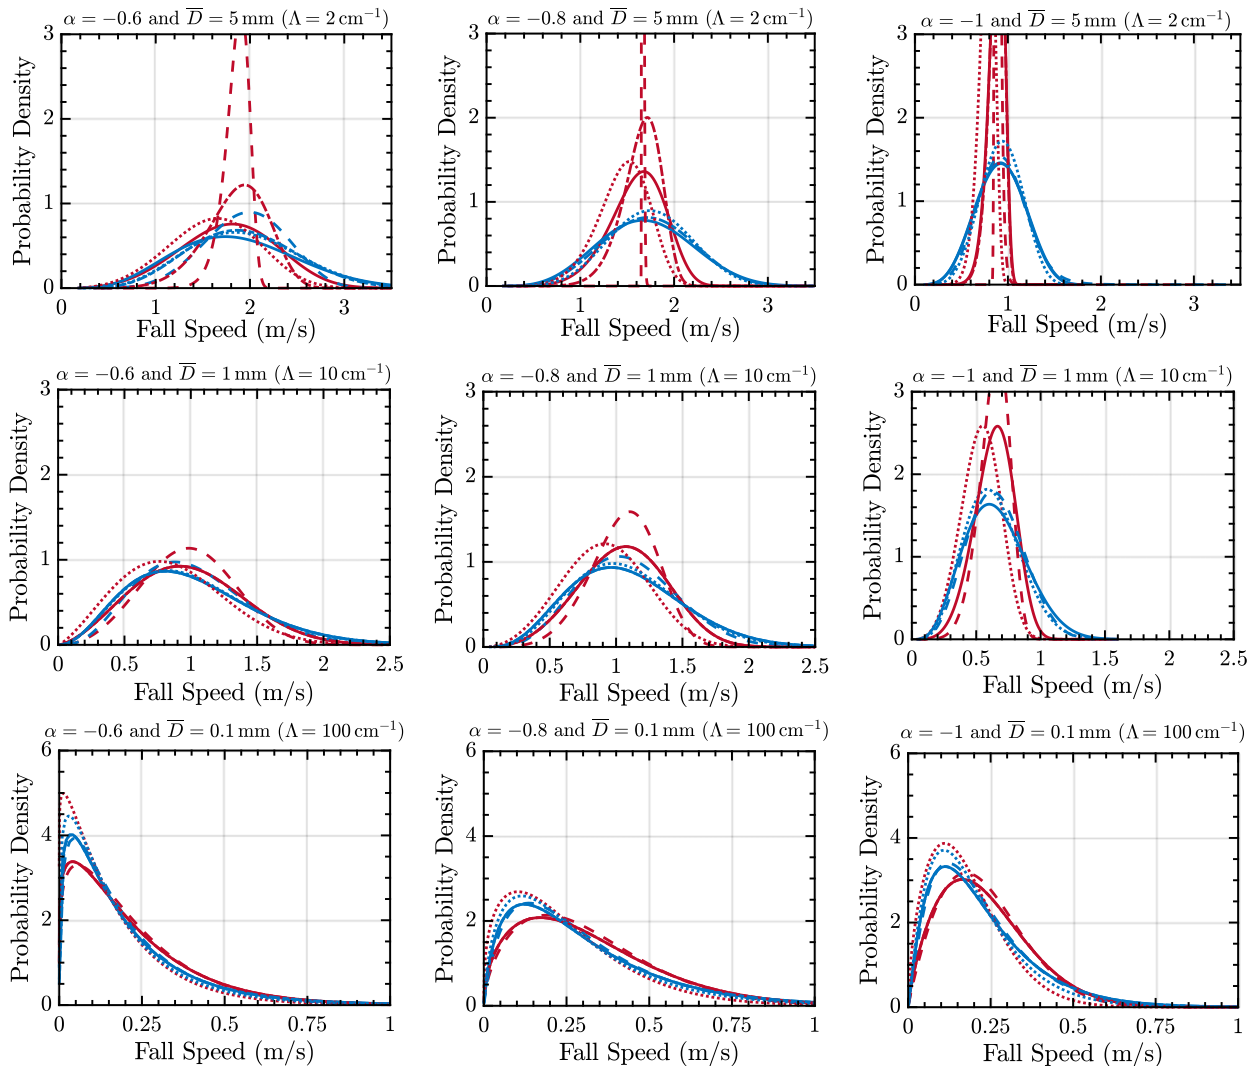 α = −0.6 and D̅ = 5 mm (Λ = 2 cm⁻¹)
Probability Density
3
2
1
0
0 1 2 3
Fall Speed (m/s)
α = −0.8 and D̅ = 5 mm (Λ = 2 cm⁻¹)
Probability Density
3
2
1
0
0 1 2 3
Fall Speed (m/s)
α = −1 and D̅ = 5 mm (Λ = 2 cm⁻¹)
Probability Density
3
2
1
0
0 1 2 3
Fall Speed (m/s)
α = −0.6 and D̅ = 1 mm (Λ = 10 cm⁻¹)
Probability Density
3
2
1
0
0 0.5 1 1.5 2 2.5
Fall Speed (m/s)
α = −0.8 and D̅ = 1 mm (Λ = 10 cm⁻¹)
Probability Density
3
2
1
0
0 0.5 1 1.5 2 2.5
Fall Speed (m/s)
α = −1 and D̅ = 1 mm (Λ = 10 cm⁻¹)
Probability Density
3
2
1
0
0 0.5 1 1.5 2 2.5
Fall Speed (m/s)
α = −0.6 and D̅ = 0.1 mm (Λ = 100 cm⁻¹)
Probability Density
6
4
2
0
0 0.25 0.5 0.75 1
Fall Speed (m/s)
α = −0.8 and D̅ = 0.1 mm (Λ = 100 cm⁻¹)
Probability Density
6
4
2
0
0 0.25 0.5 0.75 1
Fall Speed (m/s)
α = −1 and D̅ = 0.1 mm (Λ = 100 cm⁻¹)
Probability Density
6
4
2
0
0 0.25 0.5 0.75 1
Fall Speed (m/s)